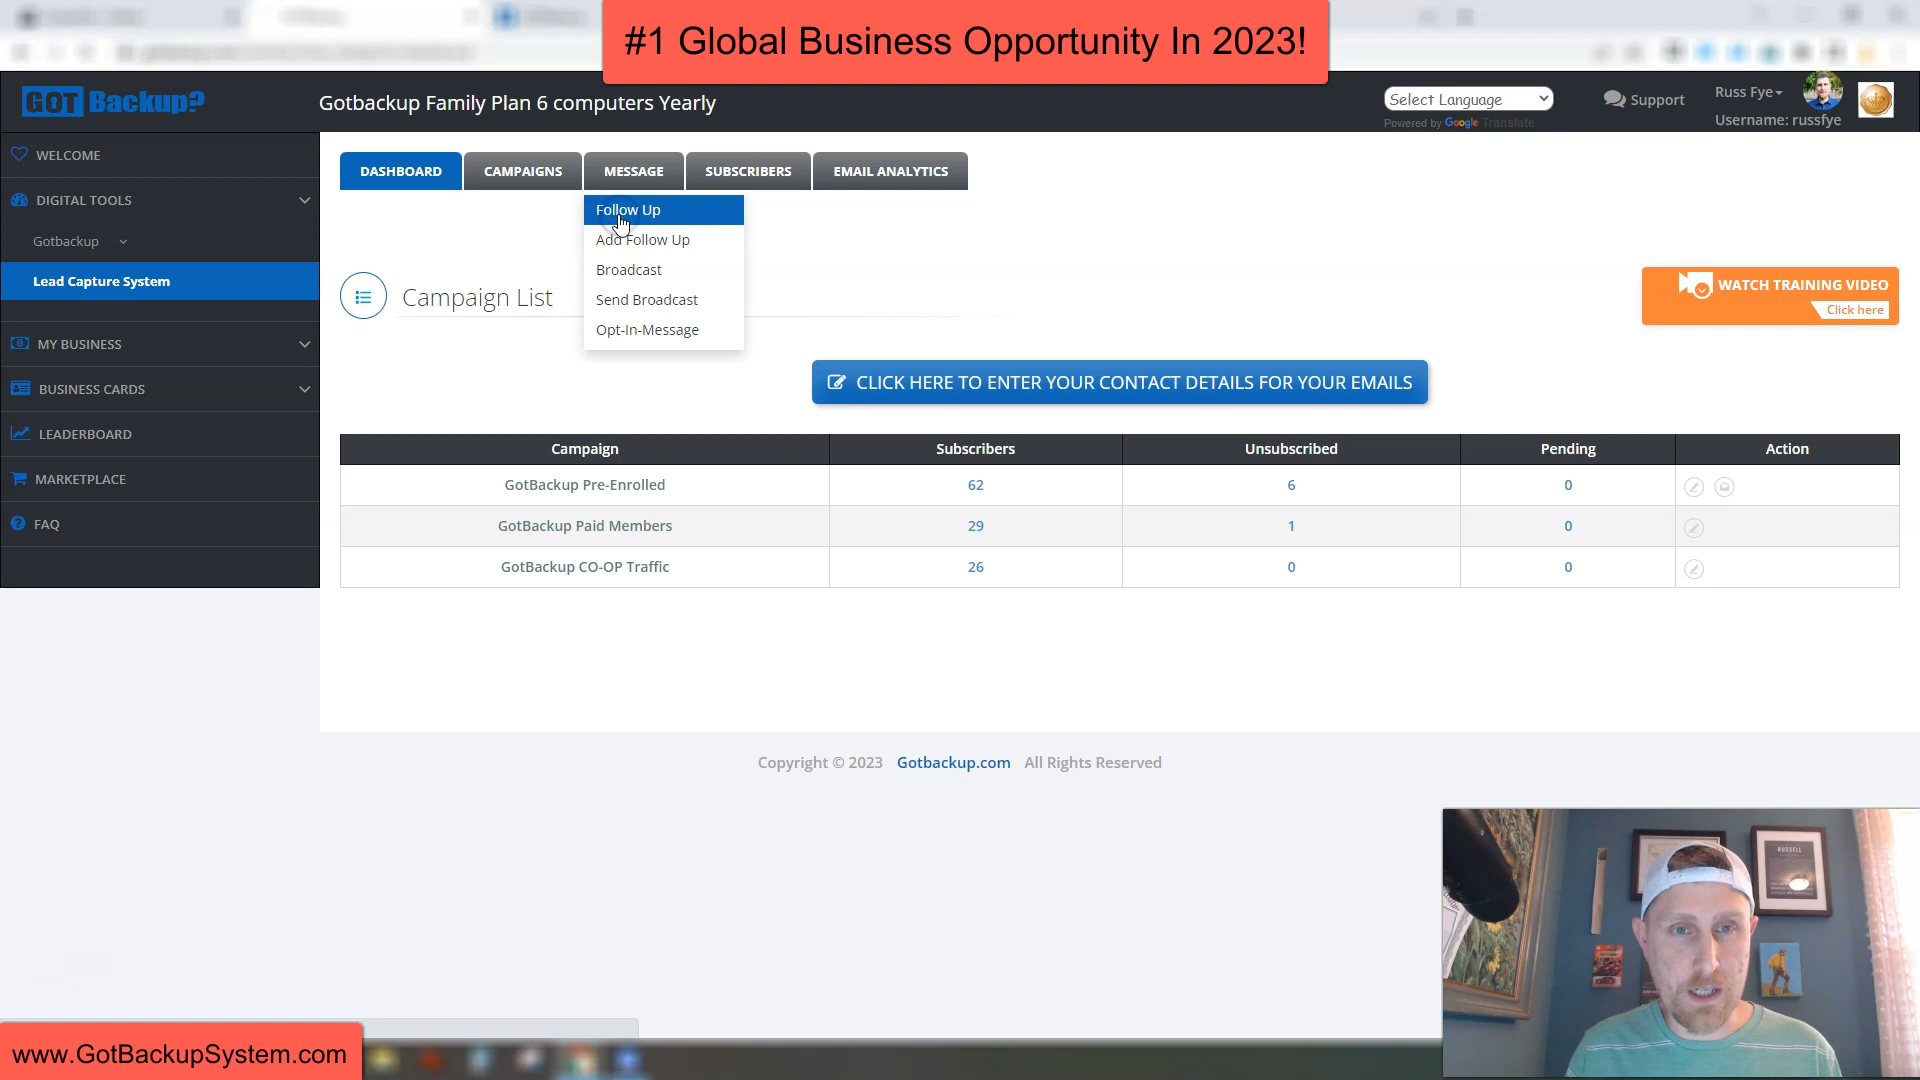 #1 Global Business Opportunity In 2023!
GOT Backup?
Gotbackup Family Plan 6 computers Yearly
Select Language
Powered by Google Translate
Support
Russ Fye
Username: russfye
WELCOME
DIGITAL TOOLS
Gotbackup
Lead Capture System
MY BUSINESS
BUSINESS CARDS
LEADERBOARD
MARKETPLACE
FAQ
DASHBOARD
CAMPAIGNS
MESSAGE
SUBSCRIBERS
EMAIL ANALYTICS
Follow Up
Add Follow Up
Broadcast
Send Broadcast
Opt-In-Message
Campaign List
WATCH TRAINING VIDEO
Click here
CLICK HERE TO ENTER YOUR CONTACT DETAILS FOR YOUR EMAILS
Campaign Subscribers Unsubscribed Pending Action
GotBackup Pre-Enrolled 62 6 0
GotBackup Paid Members 29 1 0
GotBackup CO-OP Traffic 26 0 0
Copyright © 2023 Gotbackup.com All Rights Reserved
RUSSELL
www.GotBackupSystem.com